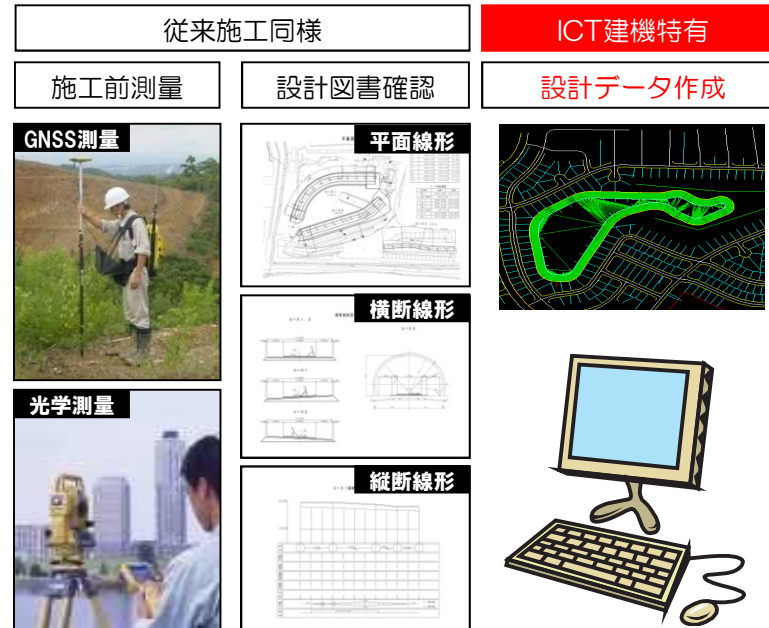 従来施工同様
ICT建機特有
施工前測量
設計図書確認
設計データ作成
GNSS測量
平面線形
横断線形
光学測量
縦断線形